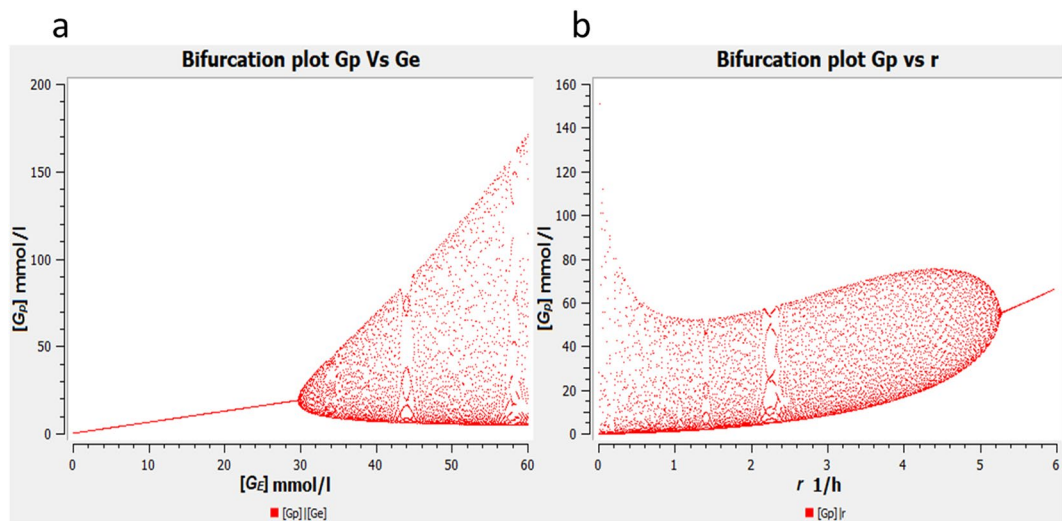 a
Bifurcation plot Gp Vs Ge
200
150
100
50
0
[Gp] mmol/l
0 10 20 30 40 50 60
[GE] mmol/l
[Gp]|[Ge]
b
Bifurcation plot Gp vs r
160
140
120
100
80
60
40
20
0
[Gp] mmol/l
0 1 2 3 4 5 6
r 1/h
[Gp]|r